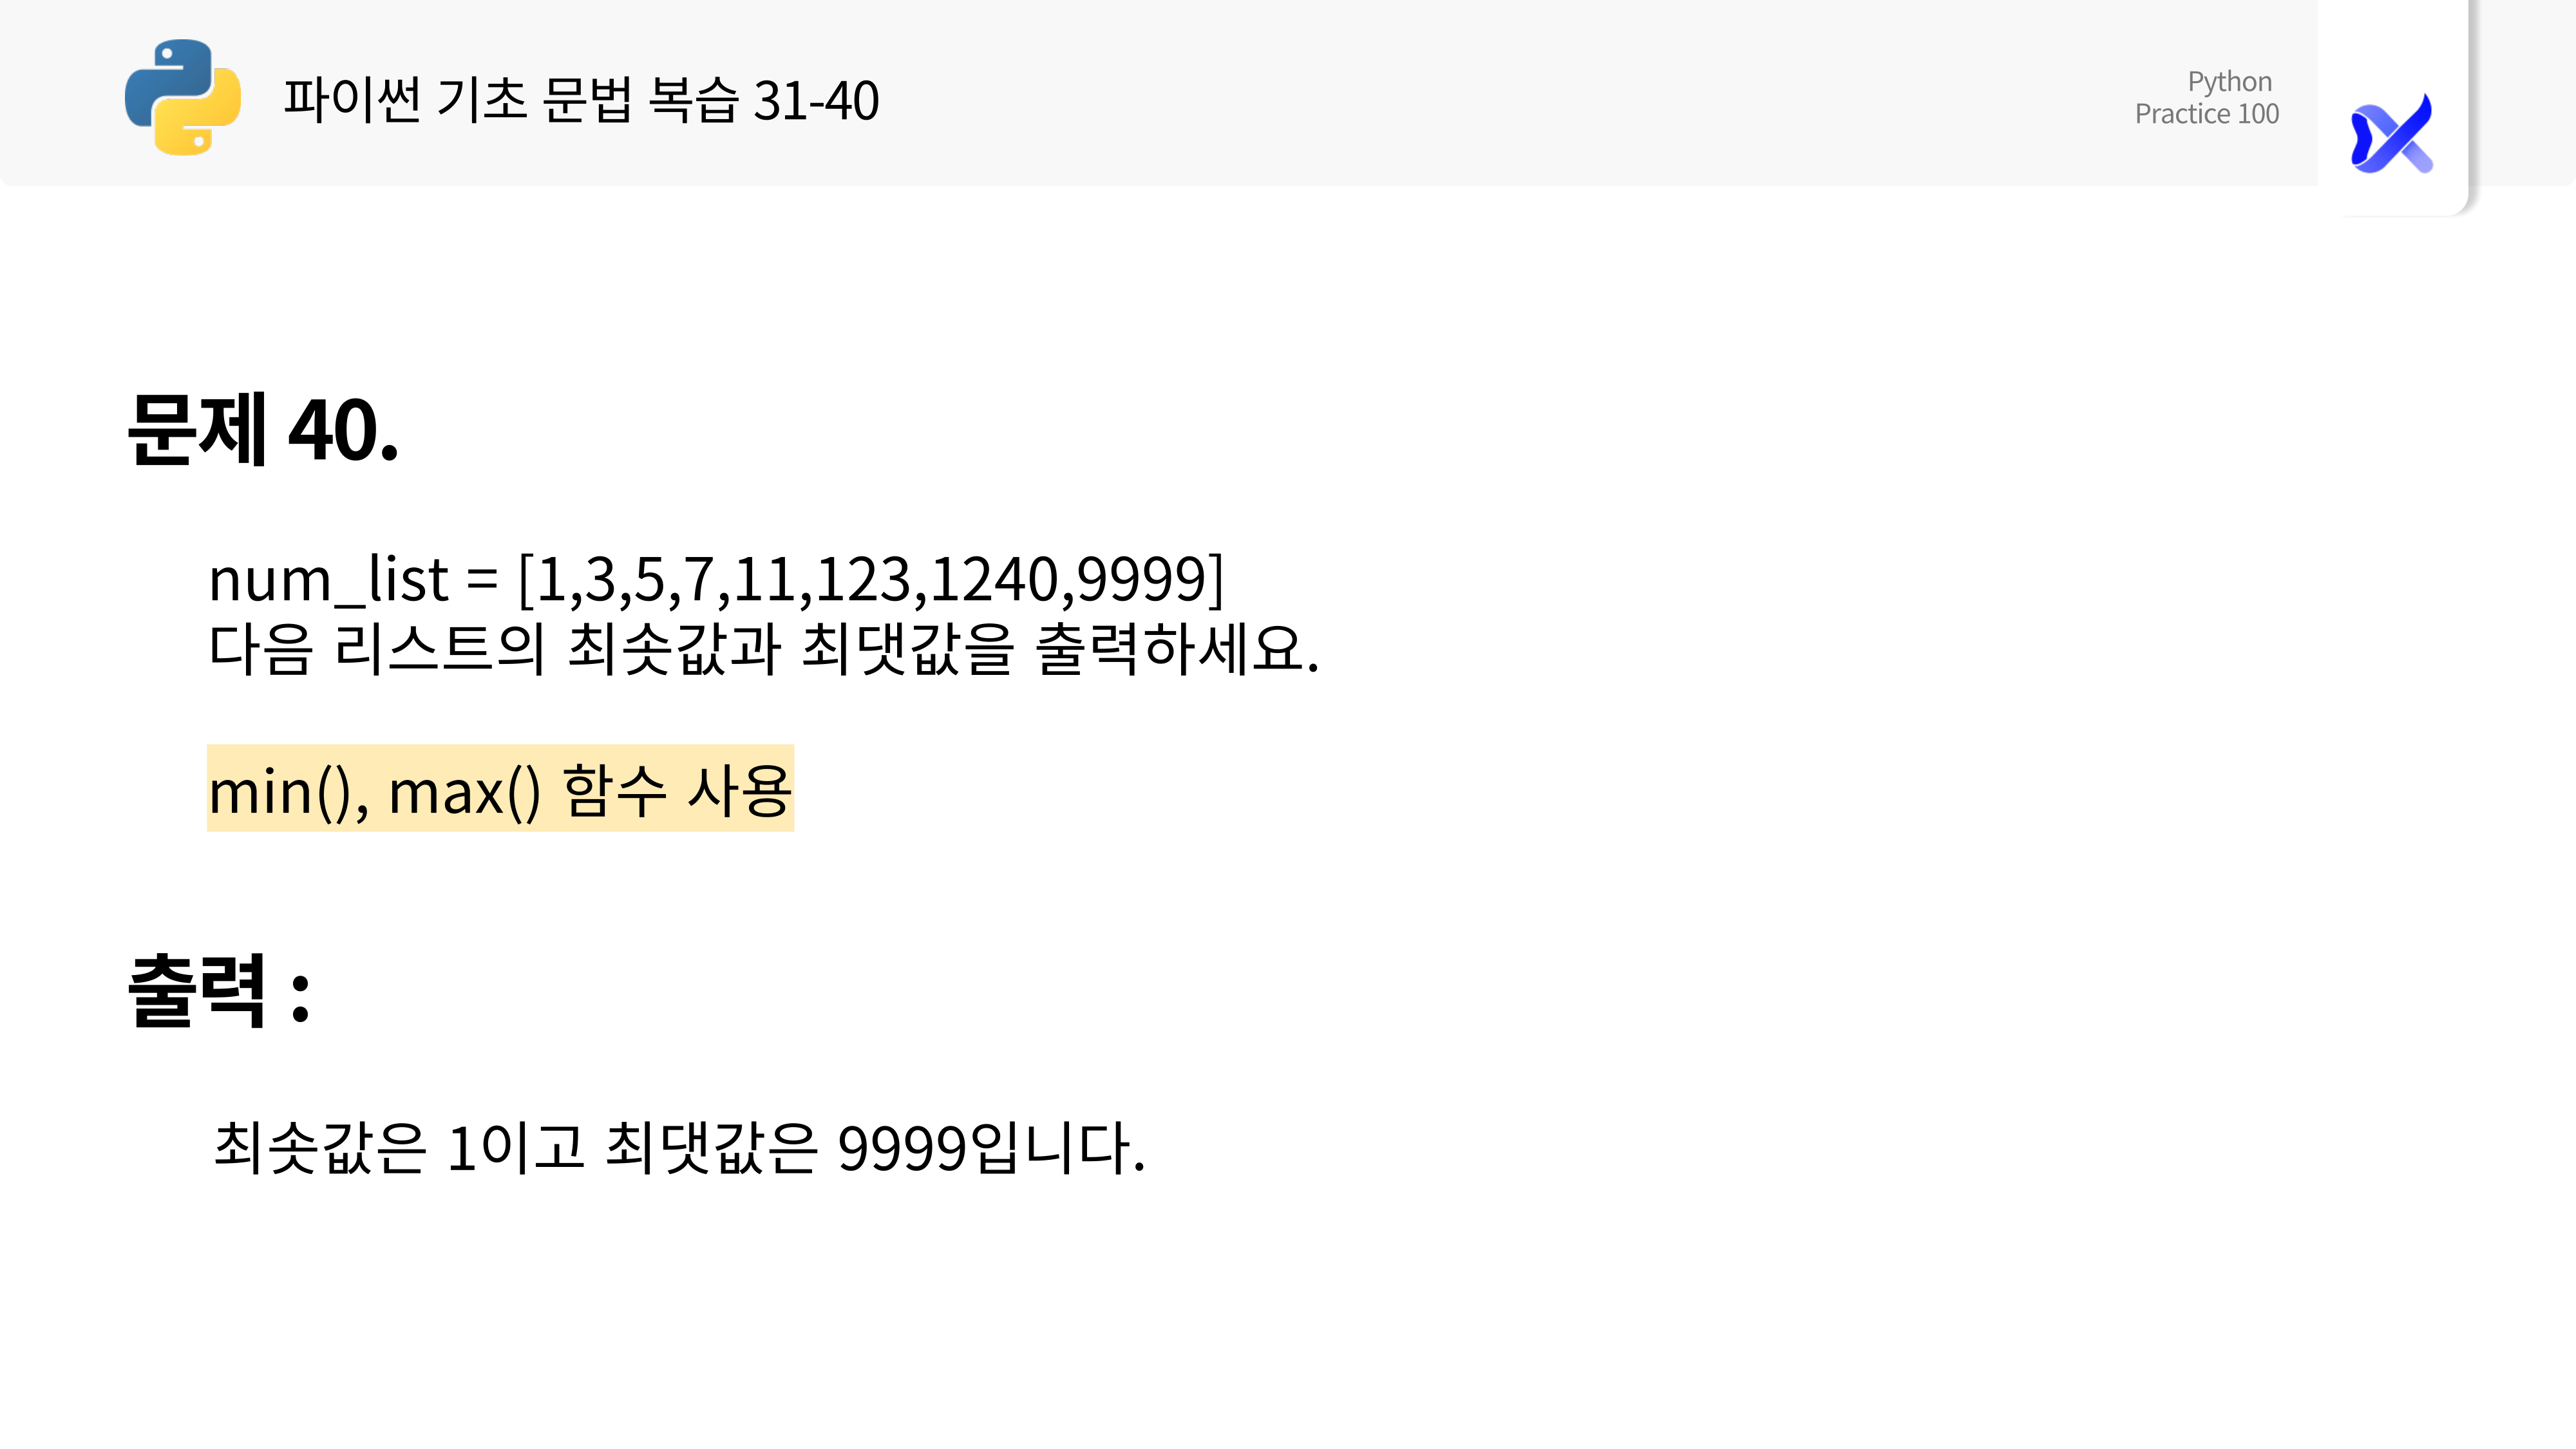 파이썬 기초 문법 복습 31-40
Python
Practice 100
문제 40.
num_list = [1,3,5,7,11,123,1240,9999]
다음 리스트의 최솟값과 최댓값을 출력하세요.
min(), max() 함수 사용
출력 :
최솟값은 1이고 최댓값은 9999입니다.